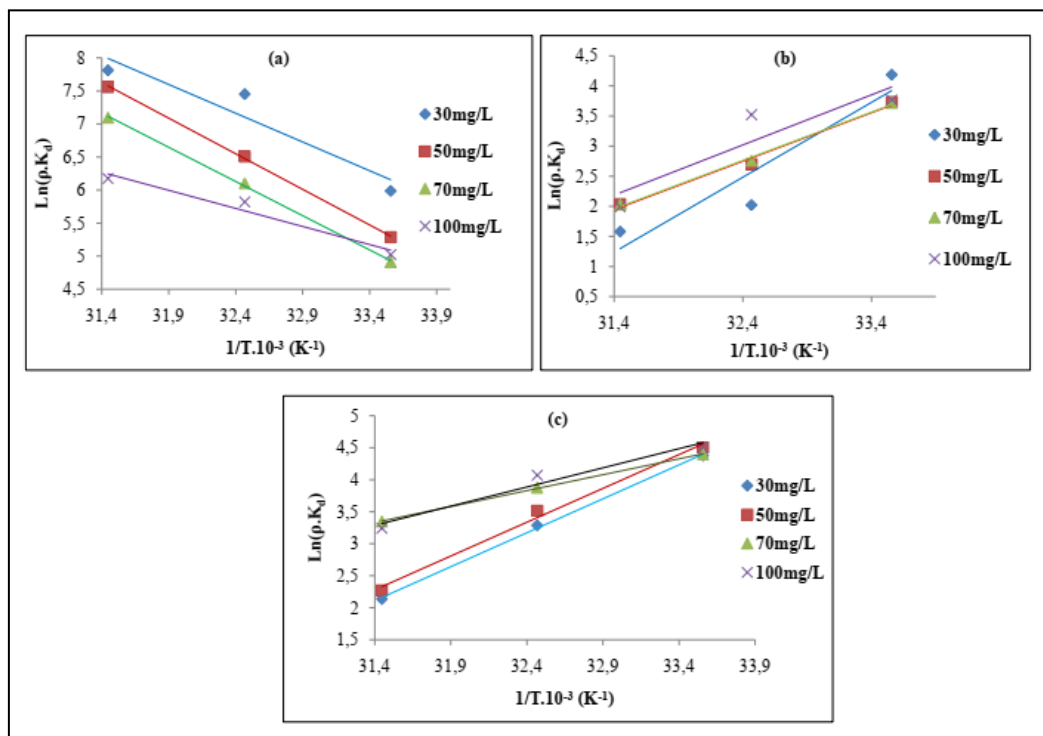 (a)
8
7,5
7
6,5
6
5,5
5
4,5
Ln(ρ.Kd)
31,4 31,9 32,4 32,9 33,4 33,9
1/T.10-3 (K-1)
30mg/L
50mg/L
70mg/L
100mg/L
(b)
4,5
4
3,5
3
2,5
2
1,5
1
0,5
Ln(ρ.Kd)
31,4 32,4 33,4
1/T.10-3 (K-1)
30mg/L
50mg/L
70mg/L
100mg/L
(c)
5
4,5
4
3,5
3
2,5
2
1,5
Ln(ρ.Kd)
31,4 31,9 32,4 32,9 33,4 33,9
1/T.10-3 (K-1)
30mg/L
50mg/L
70mg/L
100mg/L